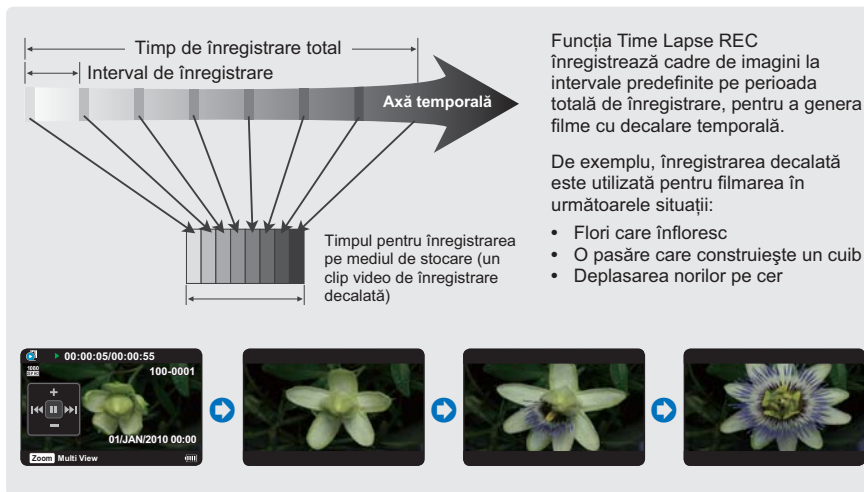 Timp de înregistrare total
Interval de înregistrare
Axă temporală
Timpul pentru înregistrarea
pe mediul de stocare (un
clip video de înregistrare
decalată)
Funcția Time Lapse REC
înregistrează cadre de imagini la
intervale predefinite pe perioada
totală de înregistrare, pentru a genera
filme cu decalare temporală.
De exemplu, înregistrarea decalată
este utilizată pentru filmarea în
următoarele situații:
• Flori care înfloresc
• O pasăre care construieşte un cuib
• Deplasarea norilor pe cer
00:00:05/00:00:55
1080
100-0001
01/JAN/2010 00:00
Zoom Multi View